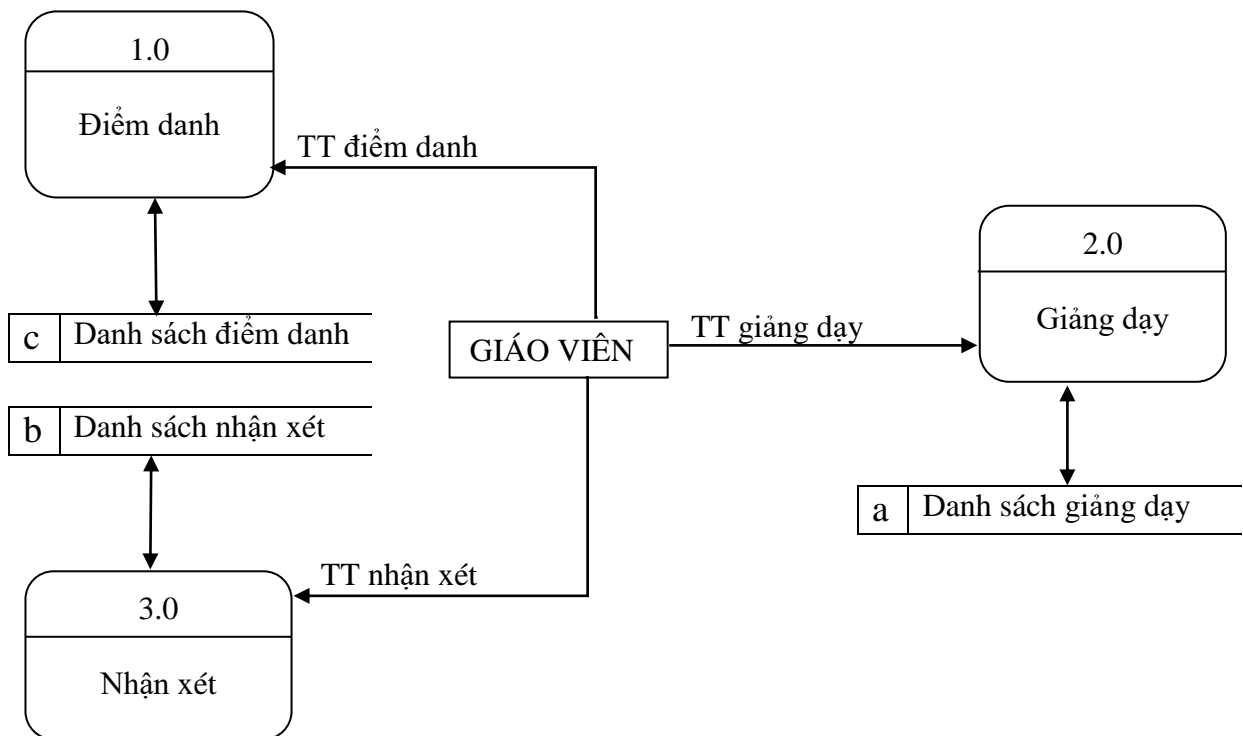 1.0
Điểm danh
TT điểm danh
2.0
Giảng dạy
c Danh sách điểm danh
GIÁO VIÊN
TT giảng dạy
b Danh sách nhận xét
a Danh sách giảng dạy
TT nhận xét
3.0
Nhận xét